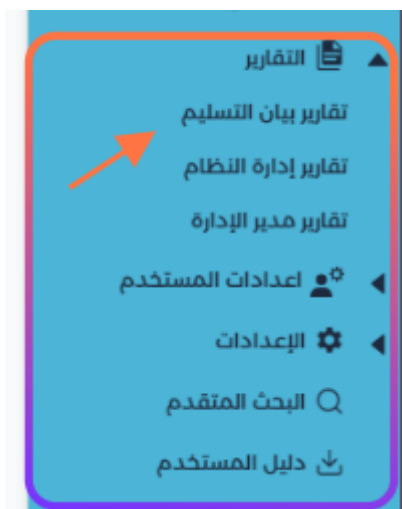 التقارير
تقارير بيان التسليم
تقارير إدارة النظام
تقارير مدير الإدارة
اعدادات المستخدم
الإعدادات
البحث المتقدم
دليل المستخدم